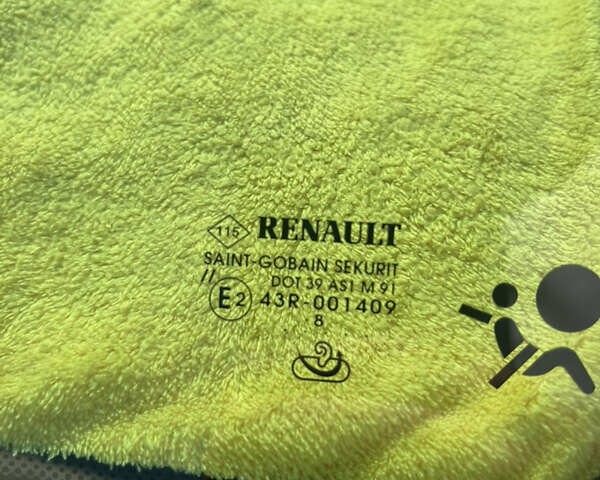 115 RENAULT
SAINT-GOBAIN SEKURIT
DOT 39 AS1 M 91
E2 43R-001409
8